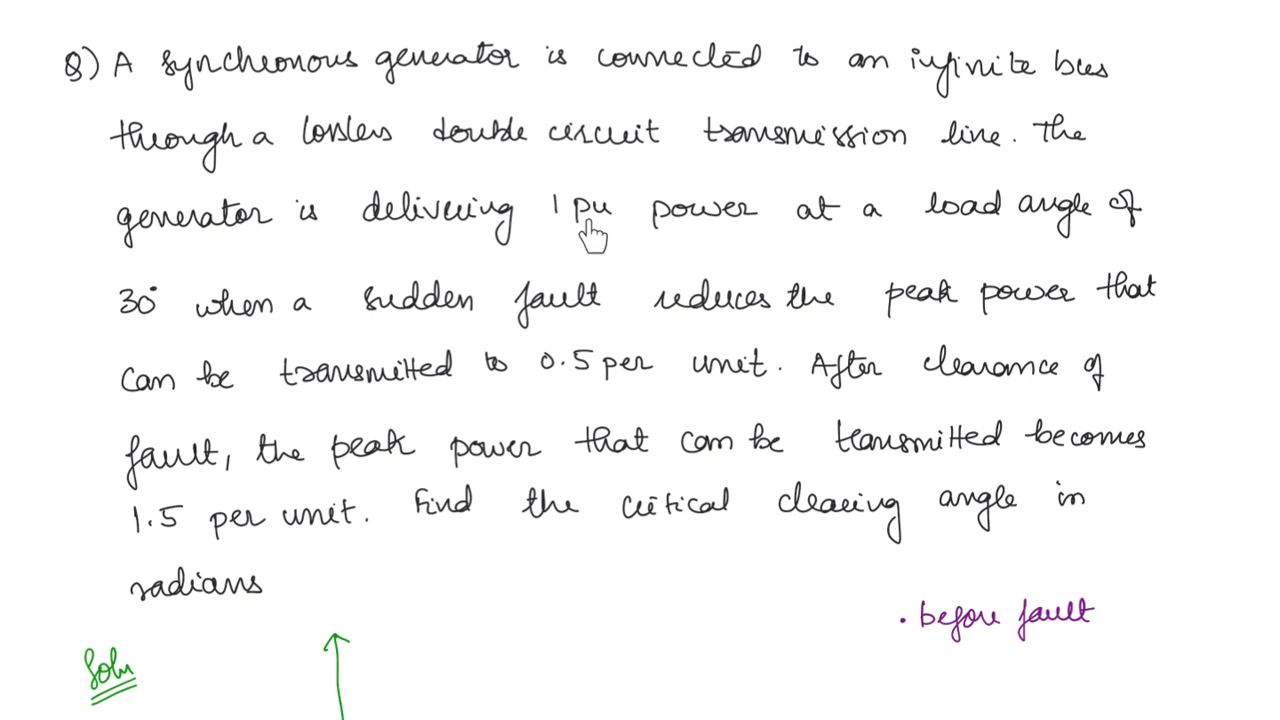 Q) A synchronous generator is connected to an infinite bus
through a lossless double circuit transmission line. The
generator is delivering 1 pu power at a load angle of
30° when a sudden fault reduces the peak power that
can be transmitted to 0.5 per unit. After clearance of
fault, the peak power that can be transmitted becomes
1.5 per unit. Find the critical clearing angle in
radians
. before fault
Soln